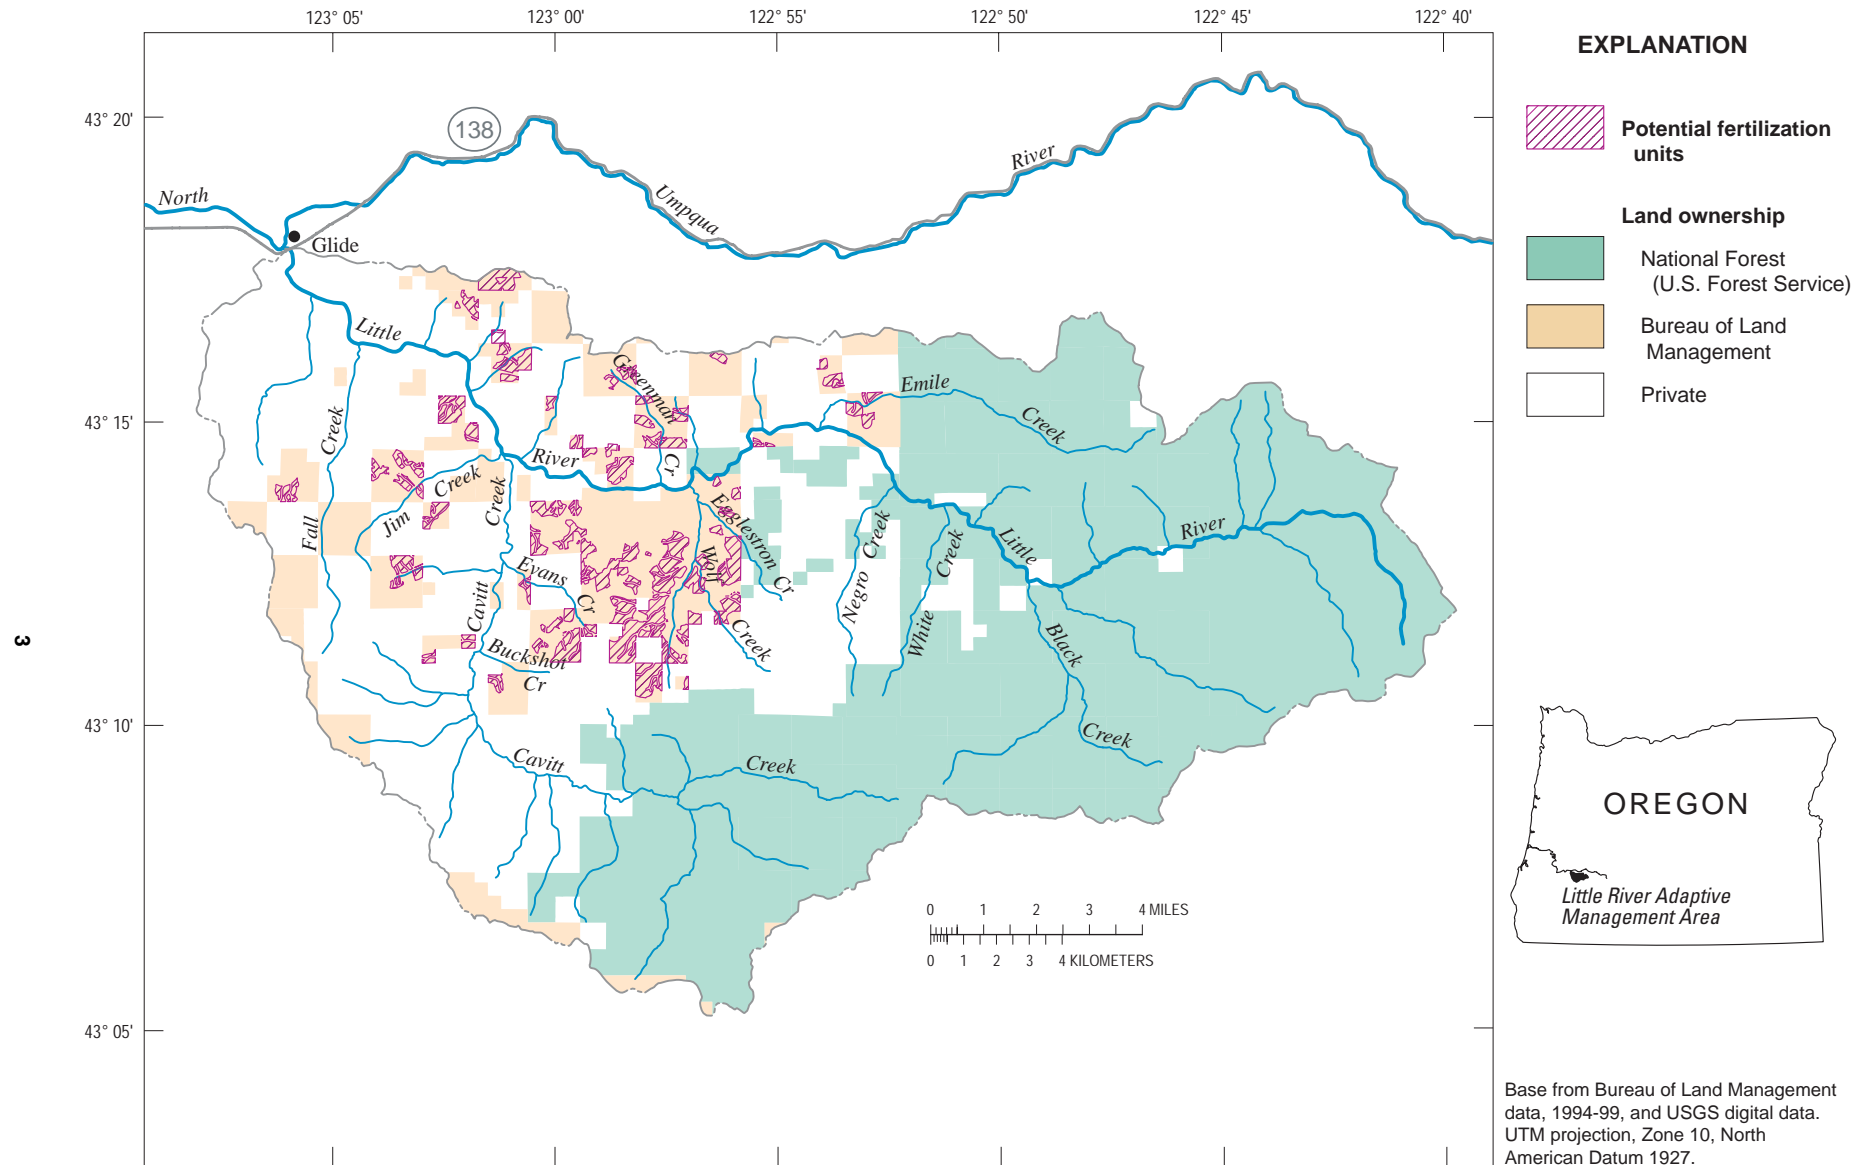 123° 05'
123° 00'
122° 55'
122° 50'
122° 45'
122° 40'
EXPLANATION
43° 20'
138
Potential fertilization
units
River
North
Umpqua
Land ownership
Glide
National Forest
(U.S. Forest Service)
Little
Bureau of Land
Management
Greenman
Emile
Private
43° 15'
Creek
Creek
River
Cr
Creek
Creek
Jim
Fall
Egglestron
Creek
Creek
Little
River
Wolf
Evans
Cr
Negro
Cr
Cavitt
White
Black
Creek
Buckshot
Cr
3
43° 10'
Creek
Cavitt
Creek
OREGON
Little River Adaptive
Management Area
0 1 2 3 4 MILES
0 1 2 3 4 KILOMETERS
43° 05'
Base from Bureau of Land Management
data, 1994-99, and USGS digital data.
UTM projection, Zone 10, North
American Datum 1927.